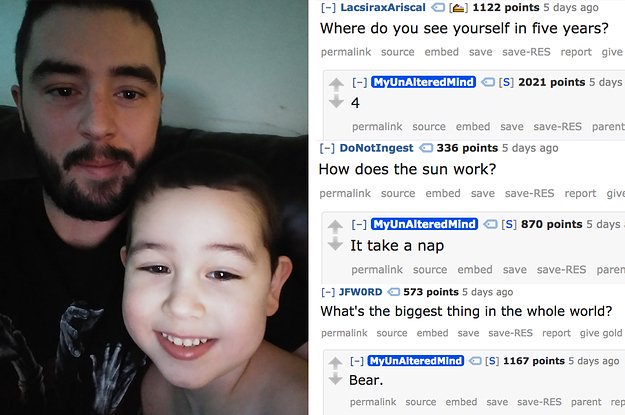 [-] LacsiraxAriscal [] 1122 points 5 days ago
Where do you see yourself in five years?
permalink source embed save save-RES report give
[-] MyUnAlteredMind [S] 2021 points 5 days
4
permalink source embed save save-RES parent
[-] DoNotIngest 336 points 5 days ago
How does the sun work?
permalink source embed save save-RES report give
[-] MyUnAlteredMind [S] 870 points 5 days
It take a nap
permalink source embed save save-RES paren
[-] JFW0RD 573 points 5 days ago
What's the biggest thing in the whole world?
permalink source embed save save-RES report give gold
[-] MyUnAlteredMind [S] 1167 points 5 days ago
Bear.
permalink source embed save save-RES parent rep